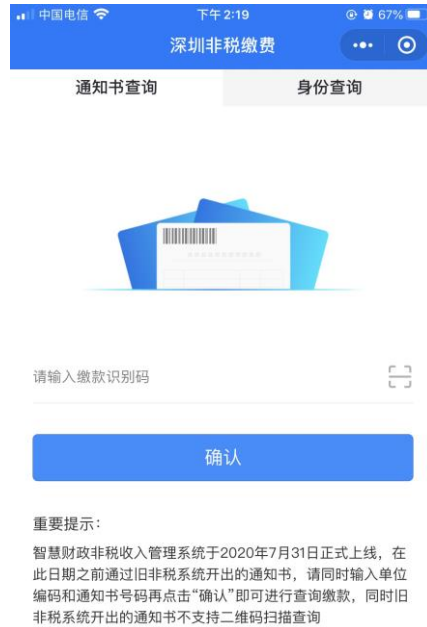 中国电信 下午2:19 67%
深圳非税缴费
通知书查询 身份查询
请输入缴款识别码
确认
重要提示：
智慧财政非税收入管理系统于2020年7月31日正式上线，在
此日期之前通过旧非税系统开出的通知书，请同时输入单位
编码和通知书号码再点击“确认”即可进行查询缴款，同时旧
非税系统开出的通知书不支持二维码扫描查询